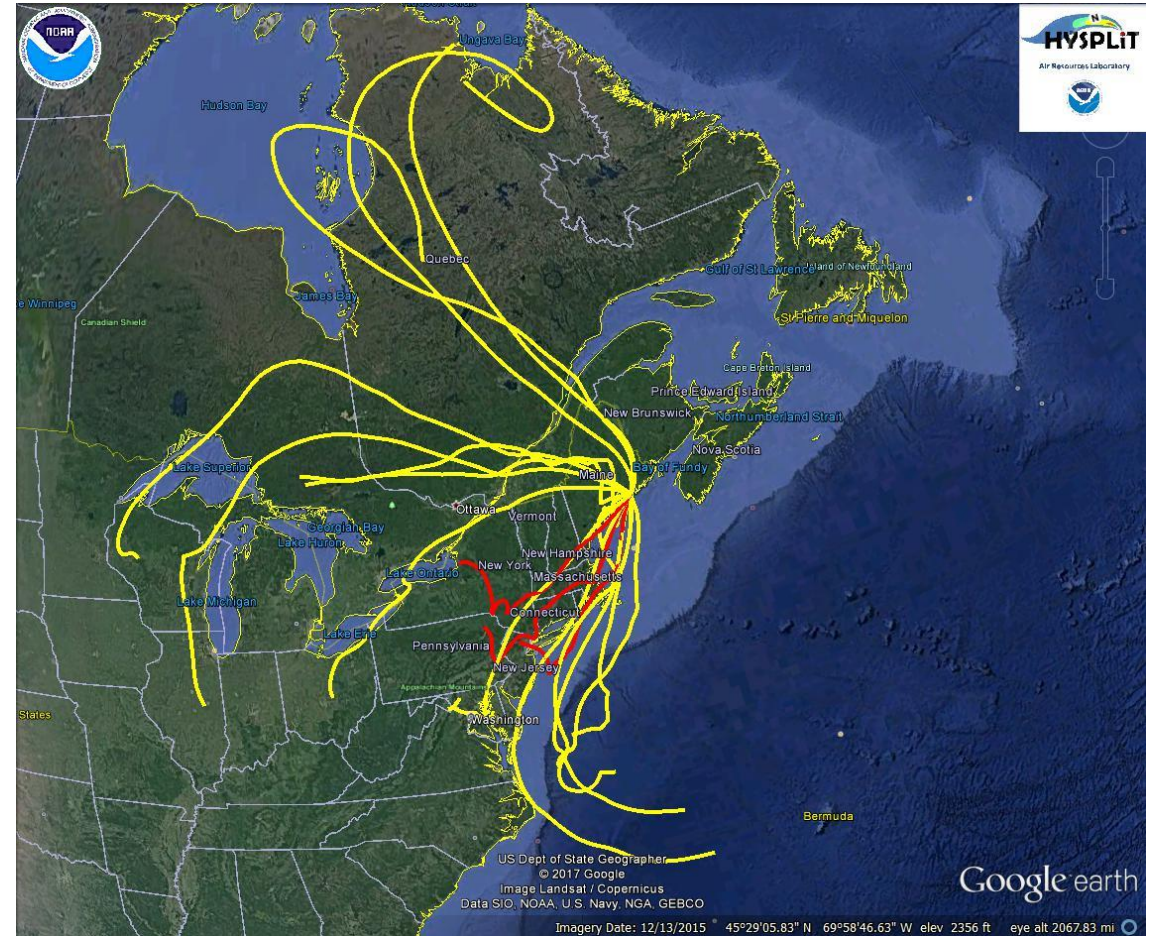 NOAA
Ungava Bay
HYSPLIT
Air Resources Laboratory
Hudson Bay
Quebec
Gulf of St Lawrence
Island of Newfoundland
James Bay
ke Winnipeg
Canadian Shield
St Pierre and Miquelon
Cape Breton Island
Prince Edward Island
New Brunswick
Northumberland Strait
Nova Scotia
Lake Superior
Maine
Bay of Fundy
Ottawa
Vermont
Georgian Bay
Lake Huron
New Hampshire
New York
Lake Ontario
Massachusetts
Lake Michigan
Connecticut
Lake Erie
Pennsylvania
New Jersey
Appalachian Mountains
States
Washington
Bermuda
US Dept of State Geographer
© 2017 Google
Image Landsat / Copernicus
Data SIO, NOAA, U.S. Navy, NGA, GEBCO
Google earth
Imagery Date: 12/13/2015 45°29'05.83" N 69°58'46.63" W elev 2356 ft eye alt 2067.83 mi